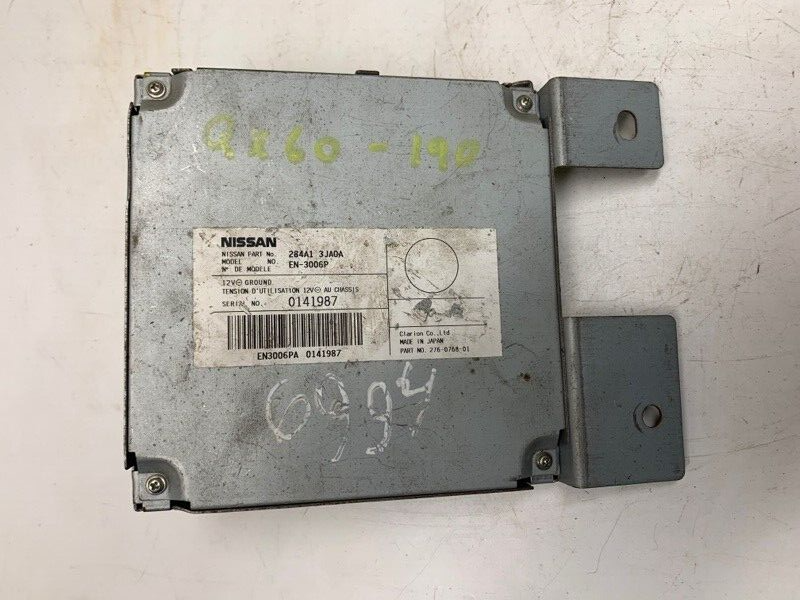 QX60 - 190
NISSAN
NISSAN PART No. 284A1 3JA0A
MODEL NO. EN-3006P
N° DE MODELE
12V⊖ GROUND
TENSION D'UTILISATION 12V⊖ AU CHASSIS
SERIAL NO. 0141987
EN3006PA 0141987
Clarion Co.,Ltd
MADE IN JAPAN
PART NO. 276-0768-01
6994